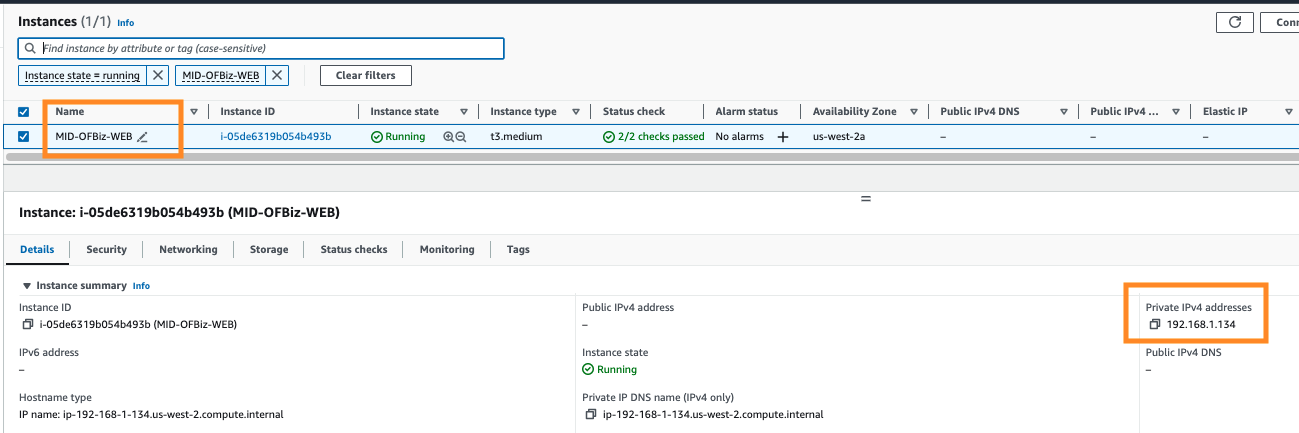 Instances (1/1) Info
Conn
Find instance by attribute or tag (case-sensitive)
Instance state = running
MID-OFBiz-WEB
Clear filters
Name Instance ID Instance state Instance type Status check Alarm status Availability Zone Public IPv4 DNS Public IPv4 ... Elastic IP
MID-OFBiz-WEB i-05de6319b054b493b Running t3.medium 2/2 checks passed No alarms + us-west-2a – – –
Instance: i-05de6319b054b493b (MID-OFBiz-WEB)
Details Security Networking Storage Status checks Monitoring Tags
Instance summary Info
Instance ID Public IPv4 address Private IPv4 addresses
i-05de6319b054b493b (MID-OFBiz-WEB) – 192.168.1.134
IPv6 address Instance state Public IPv4 DNS
– Running –
Hostname type Private IP DNS name (IPv4 only)
IP name: ip-192-168-1-134.us-west-2.compute.internal ip-192-168-1-134.us-west-2.compute.internal